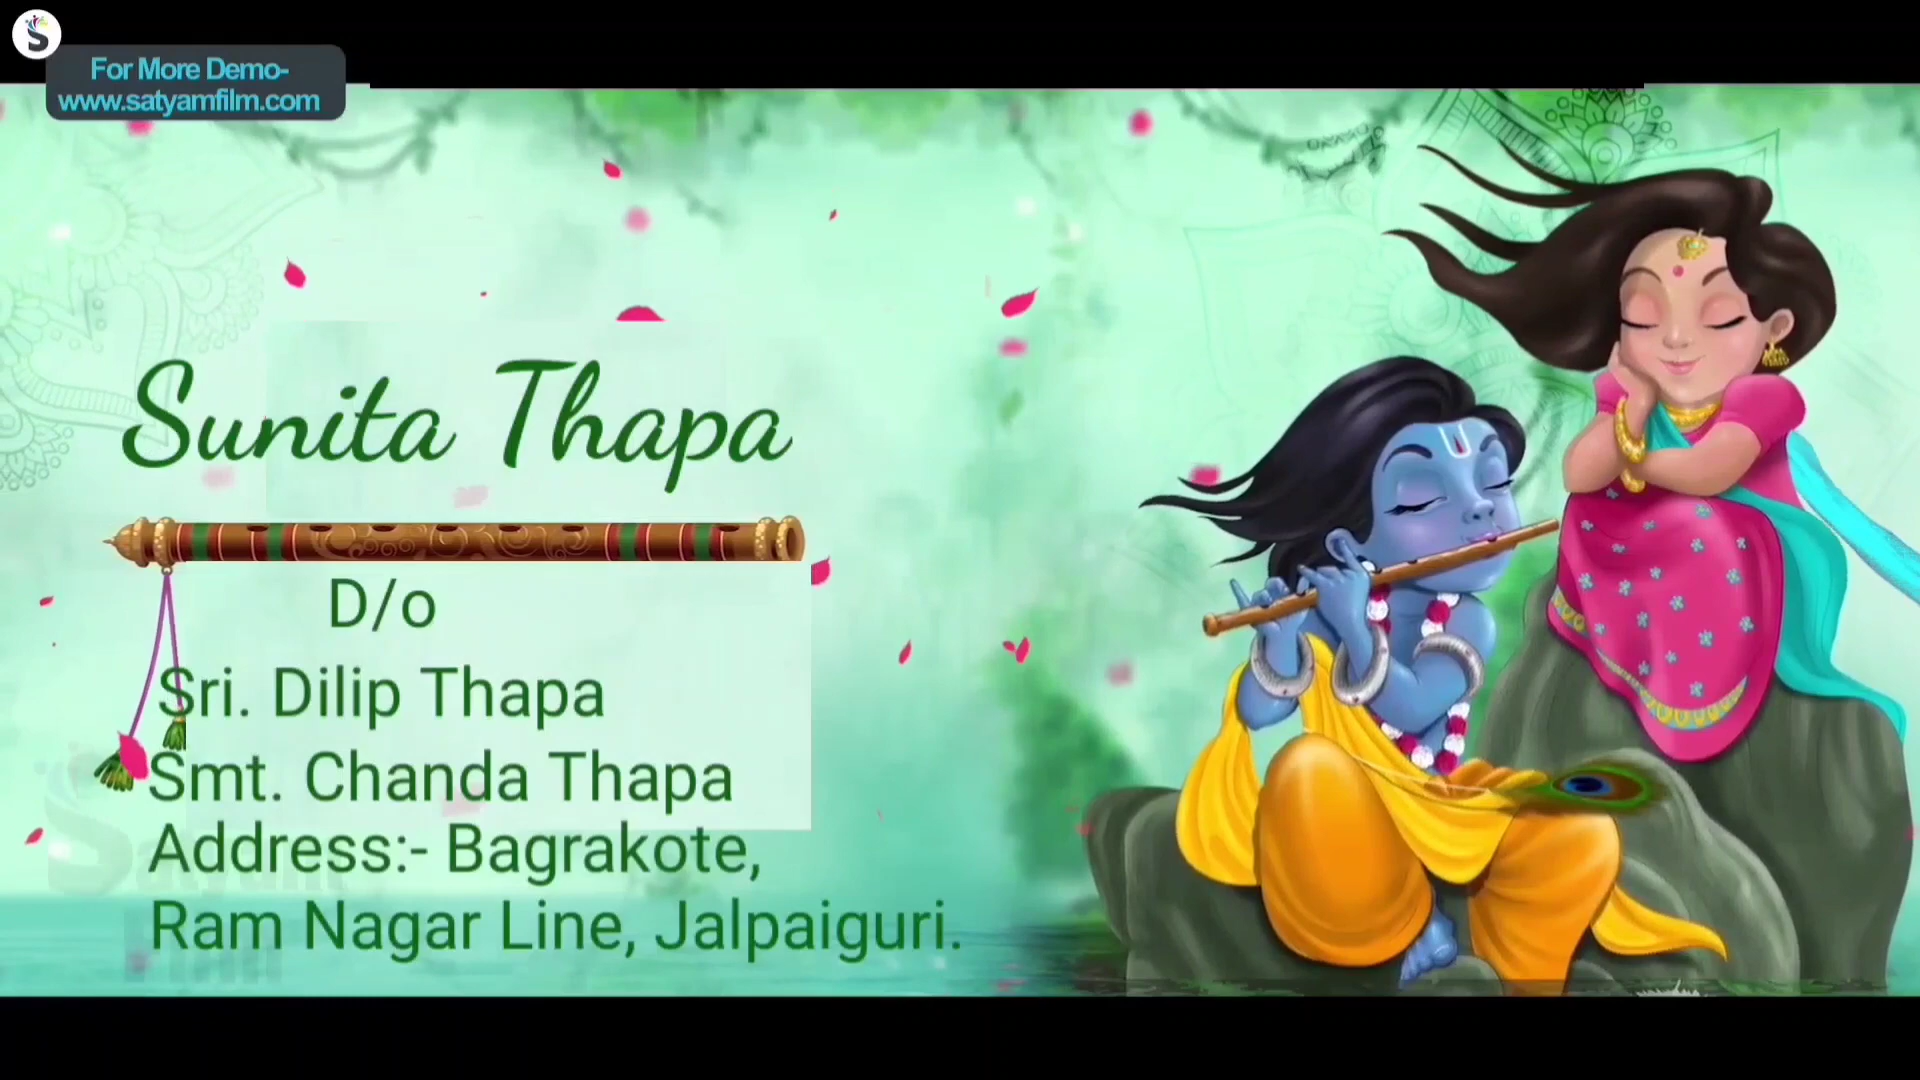 For More Demo-
www.satyamfilm.com
Sunita Thapa
D/o
Sri. Dilip Thapa
Smt. Chanda Thapa
Address:- Bagrakote,
Ram Nagar Line, Jalpaiguri.